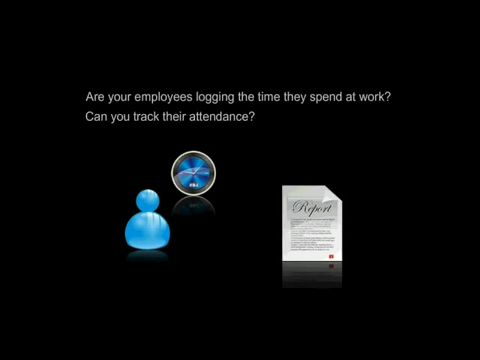 Are your employees logging the time they spend at work?
Can you track their attendance?
Report